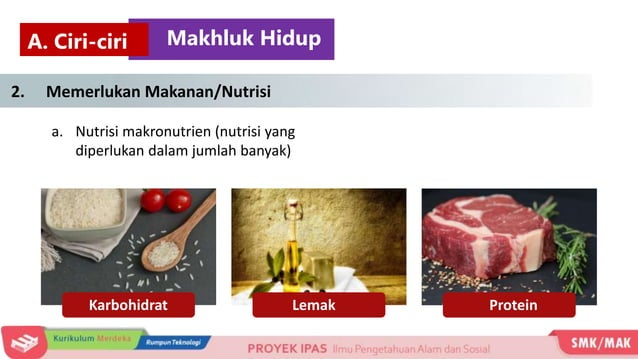 A. Ciri-ciri Makhluk Hidup
2. Memerlukan Makanan/Nutrisi
a. Nutrisi makronutrien (nutrisi yang
diperlukan dalam jumlah banyak)
Karbohidrat Lemak Protein
Kurikulum Merdeka Rumpun Teknologi PROYEK IPAS Ilmu Pengetahuan Alam dan Sosial SMK/MAK